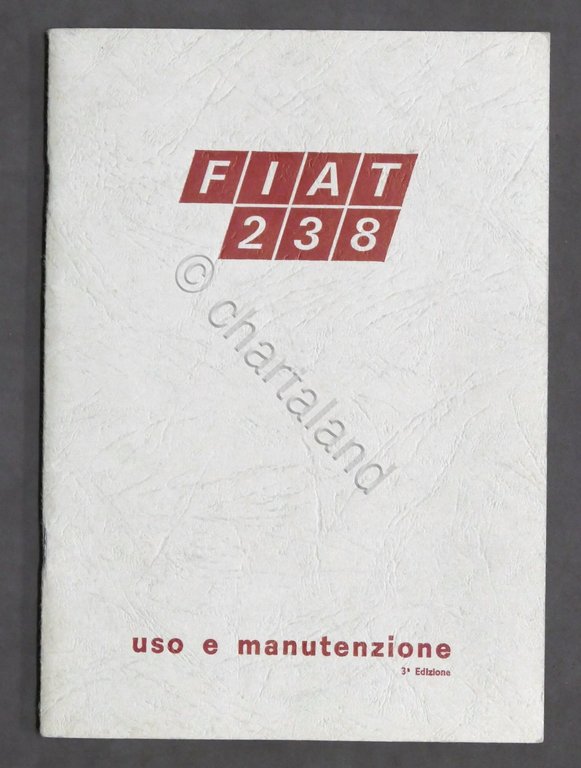 FIAT
238
© chartaland
uso e manutenzione
3ª Edizione